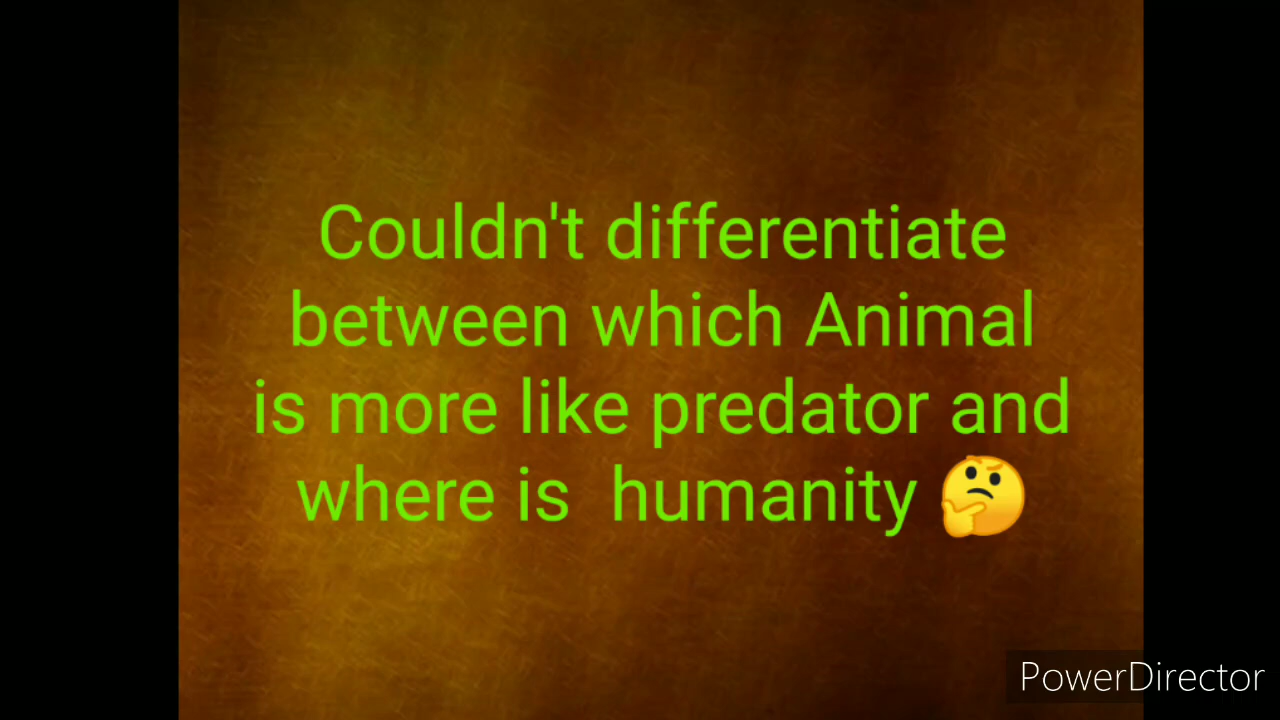 Couldn't differentiate
between which Animal
is more like predator and
where is  humanity 🤔
PowerDirector